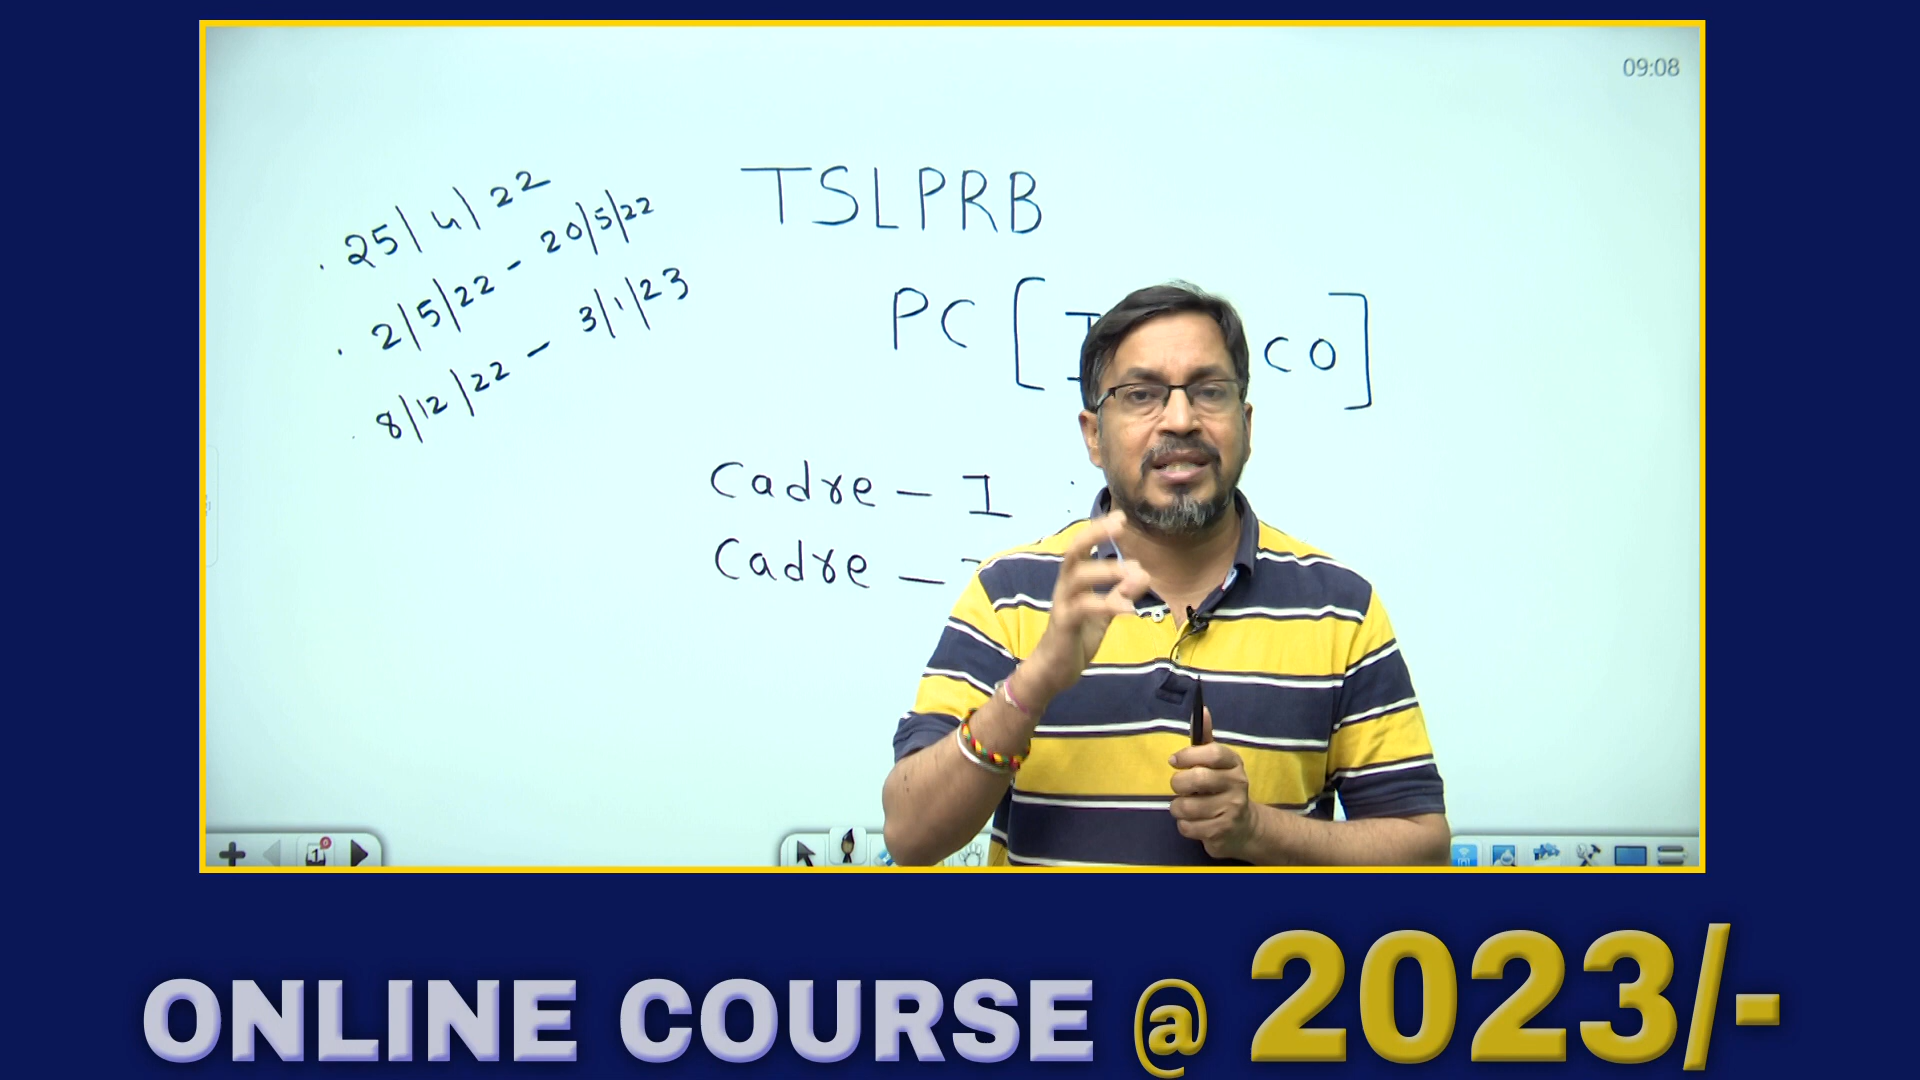 09:08
TSLPRB
. 25/4/22
. 2/5/22 - 20/5/22
. 8/12/22 - 3/1/23
PC [ CO]
Cadre - I :
Cadre -
1
ONLINE COURSE @ 2023/-